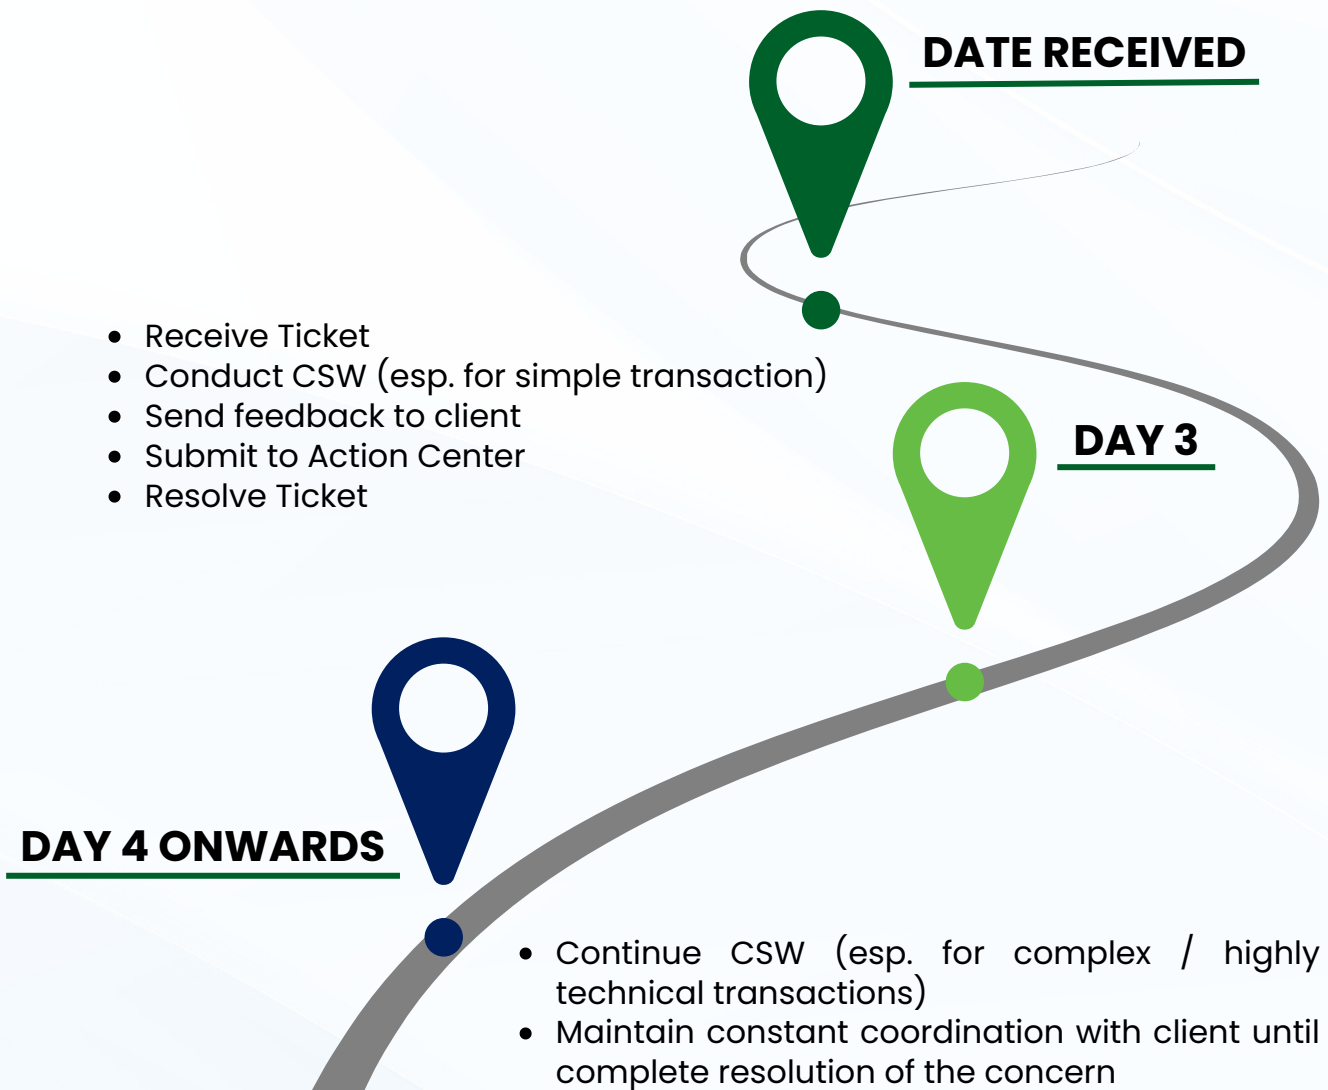 DATE RECEIVED
• Receive Ticket
• Conduct CSW (esp. for simple transaction)
• Send feedback to client
• Submit to Action Center
• Resolve Ticket
DAY 3
DAY 4 ONWARDS
• Continue CSW (esp. for complex / highly
technical transactions)
• Maintain constant coordination with client until
complete resolution of the concern